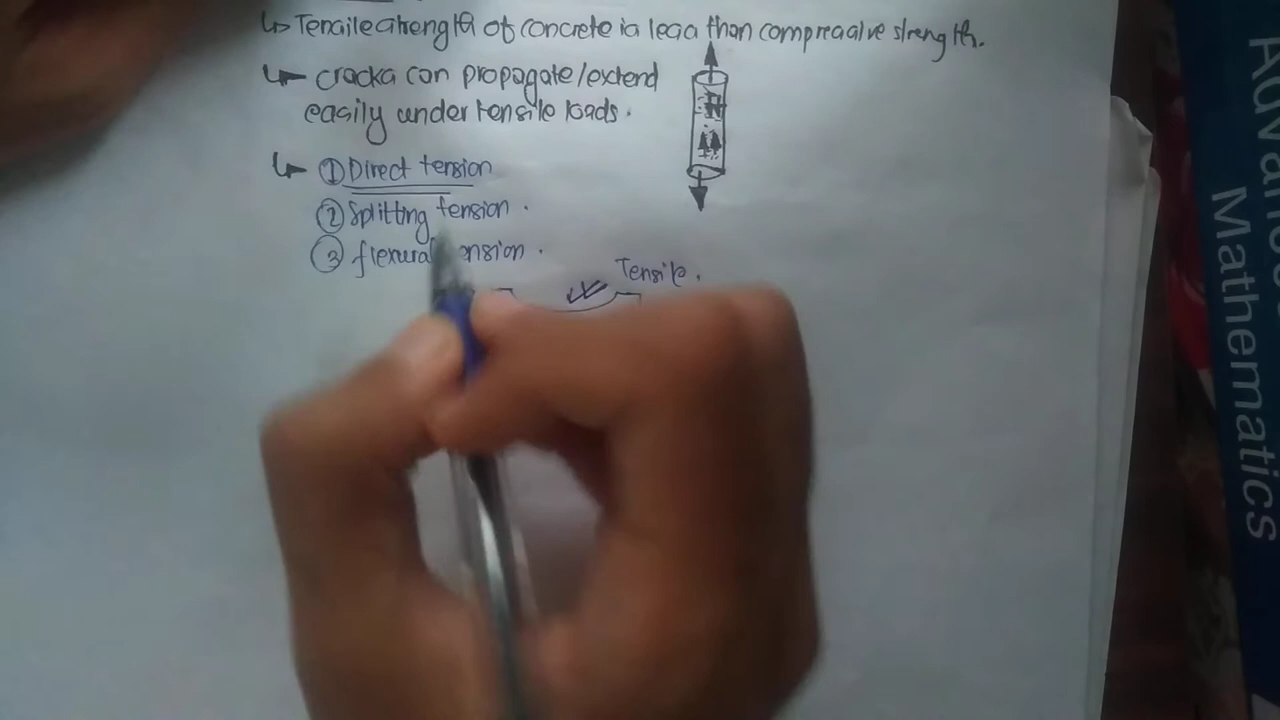 ↳ Tensile strength of concrete is less than compressive strength.
↳ cracks can propagate/extend
easily under tensile loads.
↳ ① Direct tension
② Splitting tension.
③ flexural
Tensile.
Mathematics